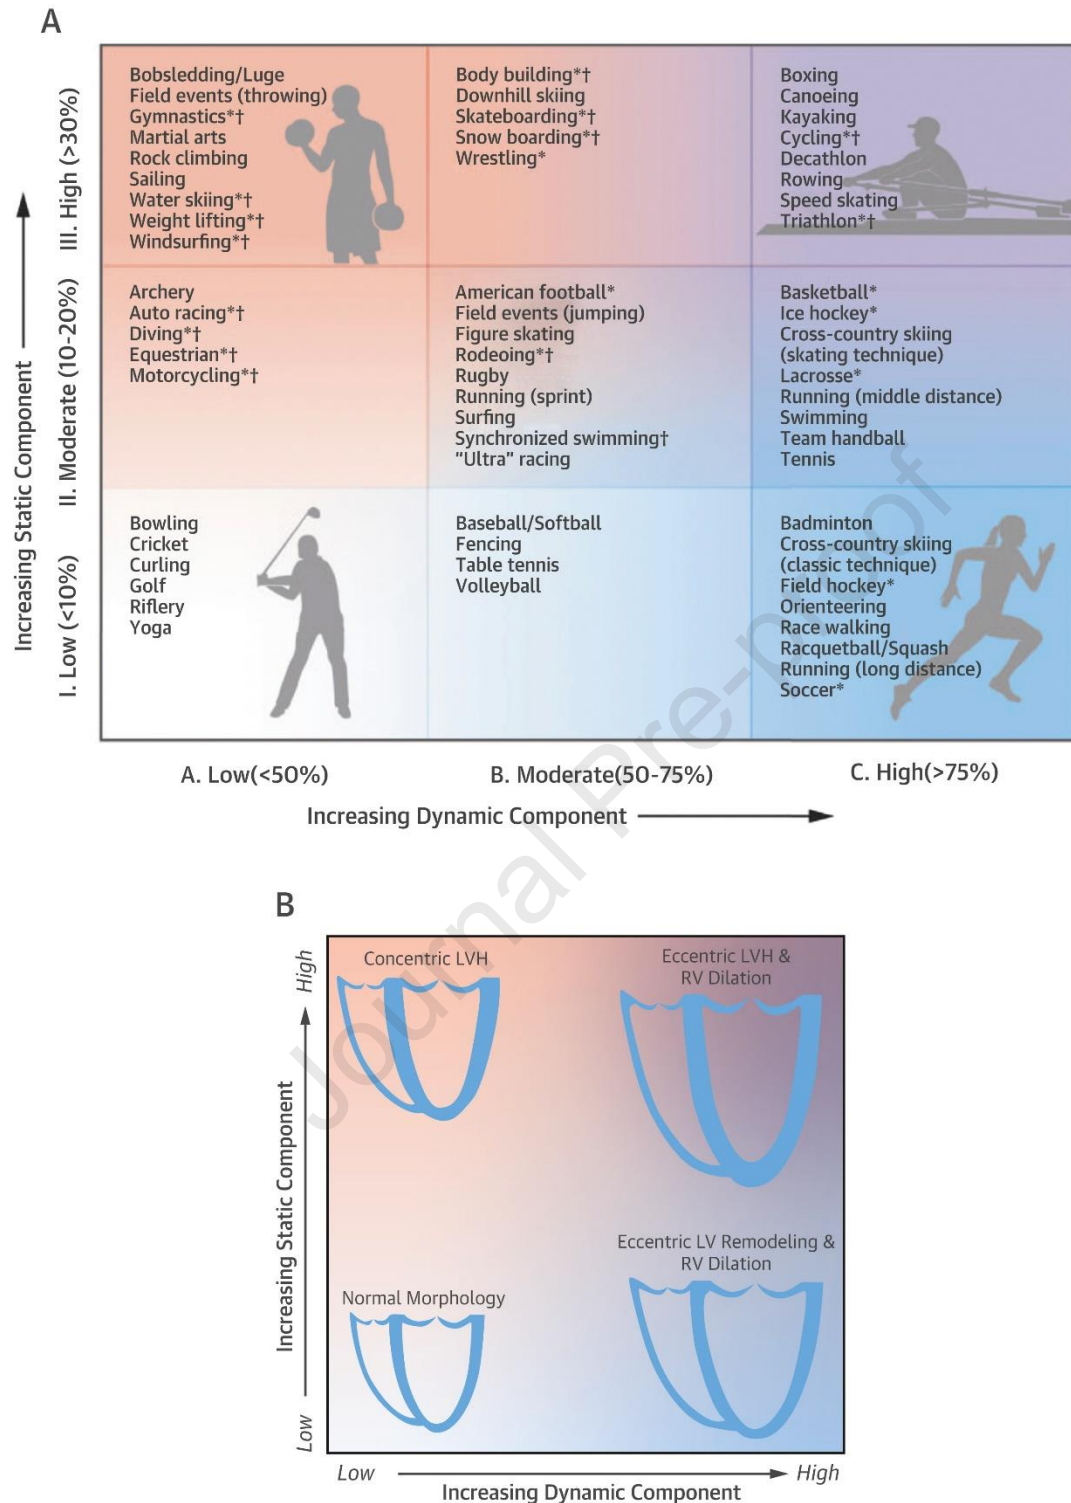 A
Increasing Static Component
III. High (>30%)
II. Moderate (10-20%)
I. Low (<10%)
Bobsledding/Luge
Field events (throwing)
Gymnastics*†
Martial arts
Rock climbing
Sailing
Water skiing*†
Weight lifting*†
Windsurfing*†
Body building*†
Downhill skiing
Skateboarding*†
Snow boarding*†
Wrestling*
Boxing
Canoeing
Kayaking
Cycling*†
Decathlon
Rowing
Speed skating
Triathlon*†
Archery
Auto racing*†
Diving*†
Equestrian*†
Motorcycling*†
American football*
Field events (jumping)
Figure skating
Rodeoing*†
Rugby
Running (sprint)
Surfing
Synchronized swimming†
"Ultra" racing
Basketball*
Ice hockey*
Cross-country skiing
(skating technique)
Lacrosse*
Running (middle distance)
Swimming
Team handball
Tennis
Bowling
Cricket
Curling
Golf
Riflery
Yoga
Baseball/Softball
Fencing
Table tennis
Volleyball
Badminton
Cross-country skiing
(classic technique)
Field hockey*
Orienteering
Race walking
Racquetball/Squash
Running (long distance)
Soccer*
A. Low(<50%)
B. Moderate(50-75%)
C. High(>75%)
Increasing Dynamic Component
Journal Pre-proof
B
High
Increasing Static Component
Low
Concentric LVH
Eccentric LVH &
RV Dilation
Normal Morphology
Eccentric LV Remodeling &
RV Dilation
Low
High
Increasing Dynamic Component